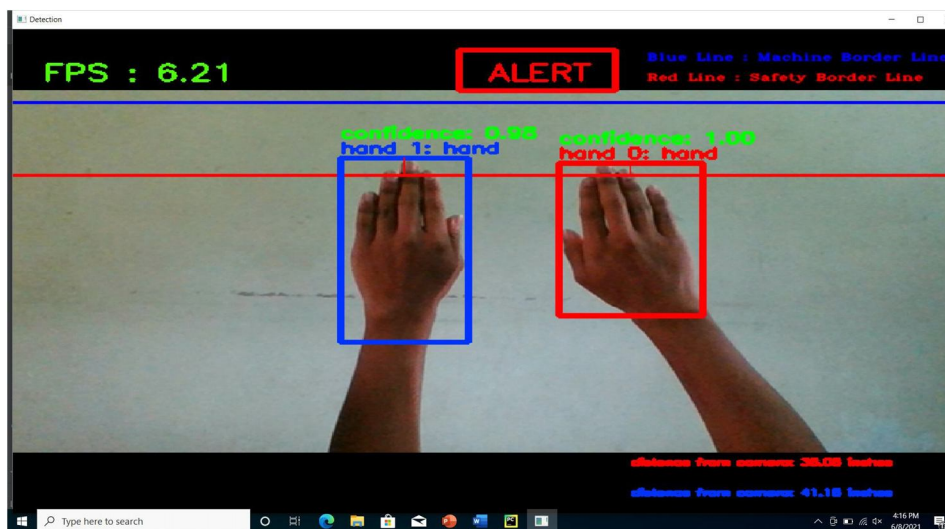 Detection
FPS : 6.21
ALERT
Blue Line : Machine Border Line
Red Line : Safety Border Line
confidence: 0.98
hand 1: hand
confidence: 1.00
hand 0: hand
distance from camera: inches
distance from camera: 41.15 inches
Type here to search
4:16 PM
6/8/2021